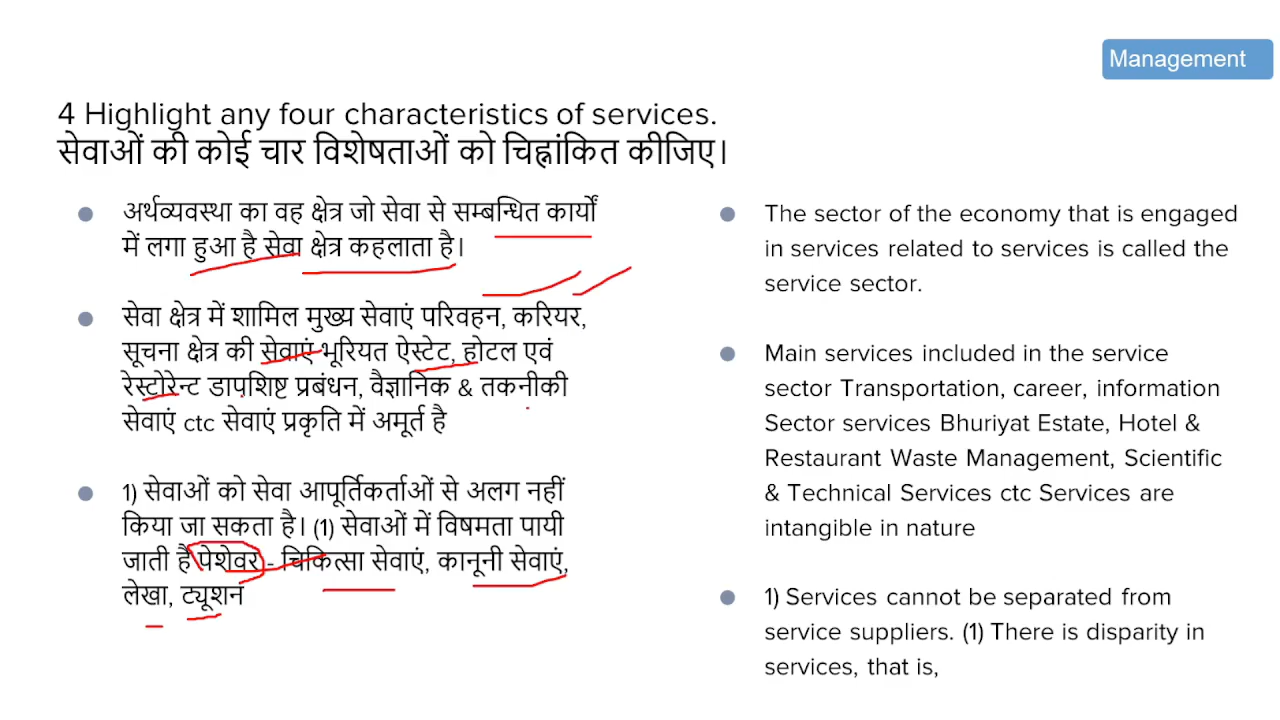 Management
4 Highlight any four characteristics of services.
सेवाओं की कोई चार विशेषताओं को चिह्नांकित कीजिए।
अर्थव्यवस्था का वह क्षेत्र जो सेवा से सम्बन्धित कार्यों
में लगा हुआ है सेवा क्षेत्र कहलाता है।
सेवा क्षेत्र में शामिल मुख्य सेवाएं परिवहन, करियर,
सूचना क्षेत्र की सेवाएं भूरियत ऐस्टेट, होटल एवं
रेस्टोरेन्ट डापशिष्ट प्रबंधन, वैज्ञानिक & तकनीकी
सेवाएं ctc सेवाएं प्रकृति में अमूर्त है
1) सेवाओं को सेवा आपूर्तिकर्ताओं से अलग नहीं
किया जा सकता है। (1) सेवाओं में विषमता पायी
जाती है पेशेवर - चिकित्सा सेवाएं, कानूनी सेवाएं,
लेखा, ट्यूशन
The sector of the economy that is engaged
in services related to services is called the
service sector.
Main services included in the service
sector Transportation, career, information
Sector services Bhuriyat Estate, Hotel &
Restaurant Waste Management, Scientific
& Technical Services ctc Services are
intangible in nature
1) Services cannot be separated from
service suppliers. (1) There is disparity in
services, that is,